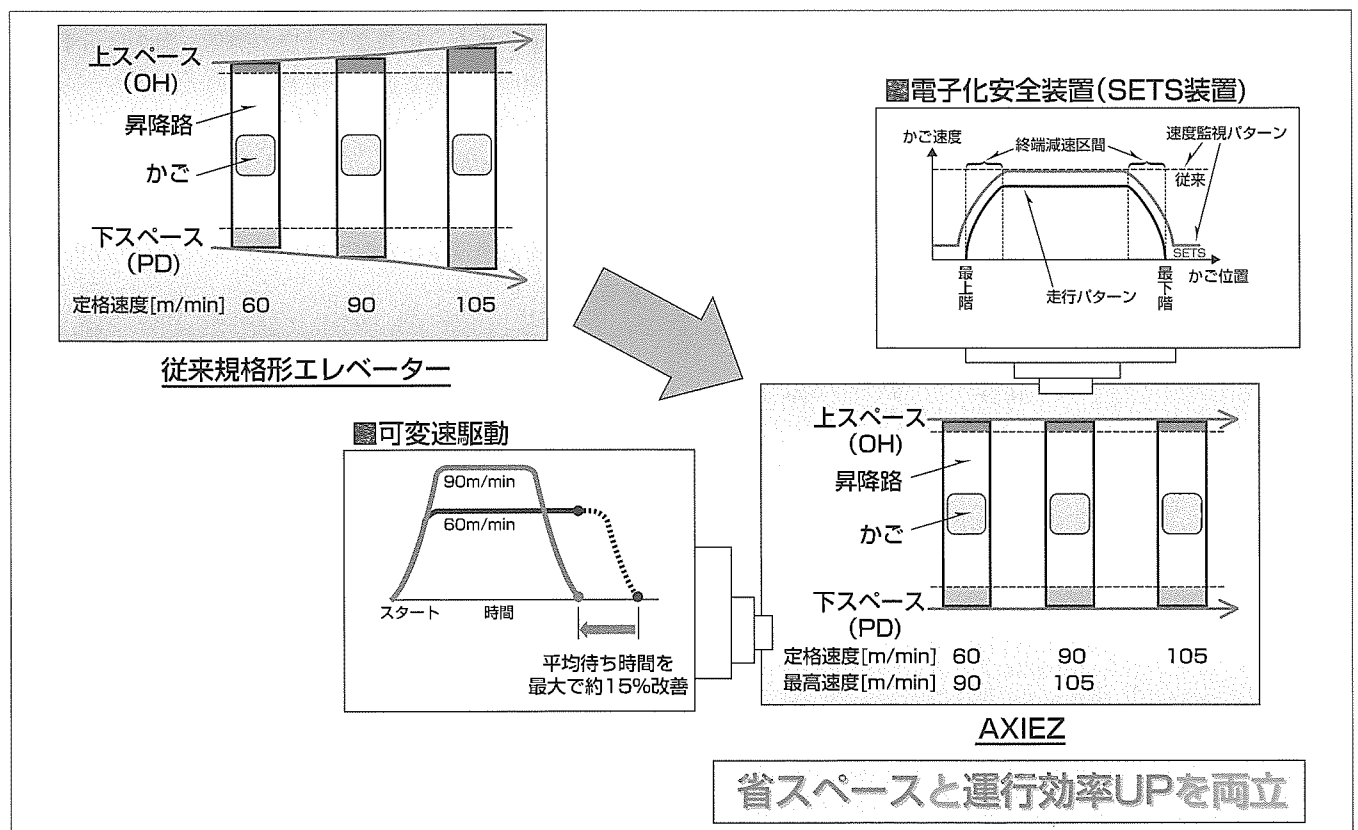 上スペース
(OH)
昇降路
かご
下スペース
(PD)
定格速度[m/min] 60 90 105
従来規格形エレベーター
■電子化安全装置(SETS装置)
かご速度
終端減速区間
速度監視パターン
従来
SETS
かご位置
最上階
走行パターン
最下階
■可変速駆動
90m/min
60m/min
スタート 時間
平均待ち時間を
最大で約15%改善
上スペース
(OH)
昇降路
かご
下スペース
(PD)
定格速度[m/min] 60 90 105
最高速度[m/min] 90 105
AXIEZ
省スペースと運行効率UPを両立